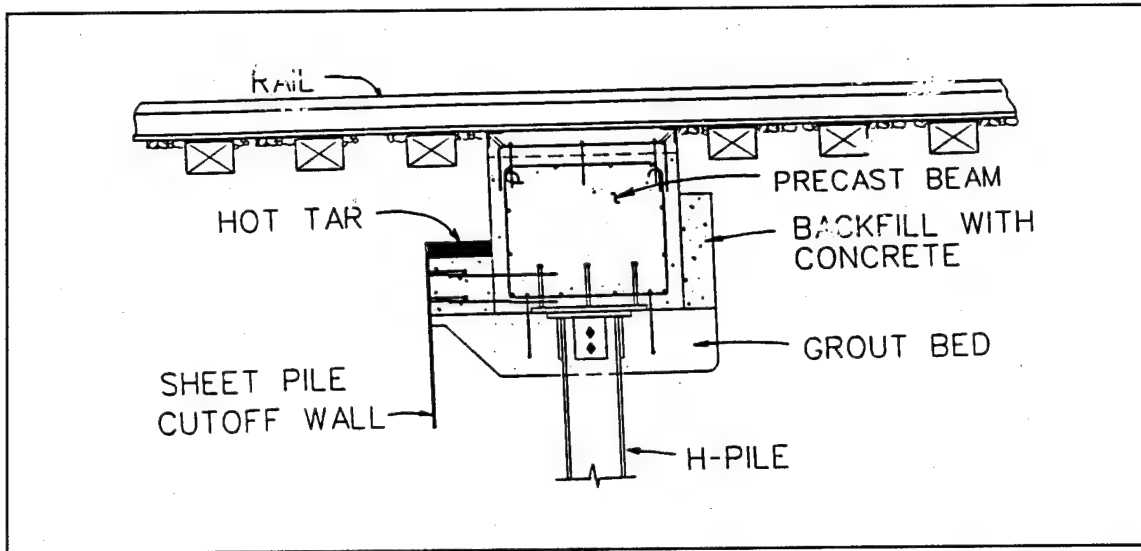 RAIL
PRECAST BEAM
HOT TAR
BACKFILL WITH
CONCRETE
GROUT BED
SHEET PILE
CUTOFF WALL
H-PILE